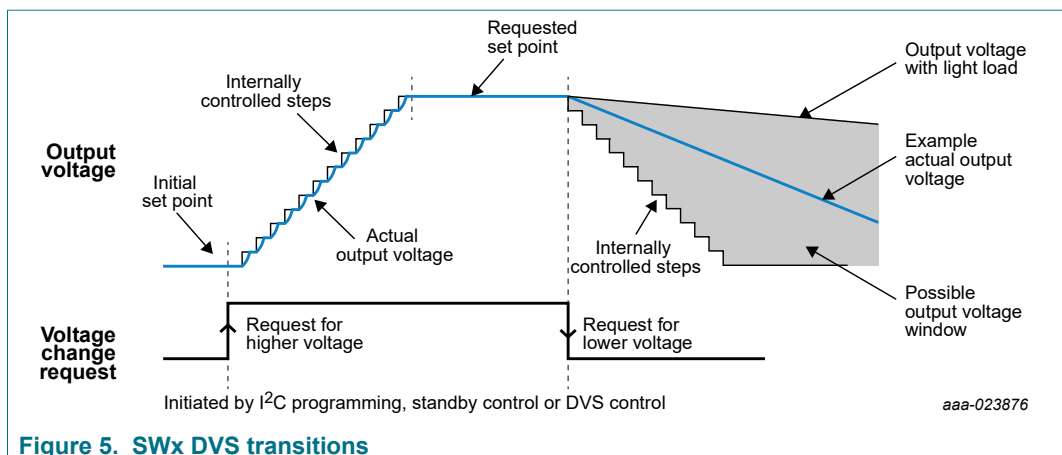 Requested
set point
Output voltage
with light load
Internally
controlled steps
Output
voltage
Example
actual output
voltage
Initial
set point
Actual
output voltage
Internally
controlled steps
Possible
output voltage
window
Voltage
change
request
Request for
higher voltage
Request for
lower voltage
Initiated by I²C programming, standby control or DVS control
aaa-023876
Figure 5. SWx DVS transitions